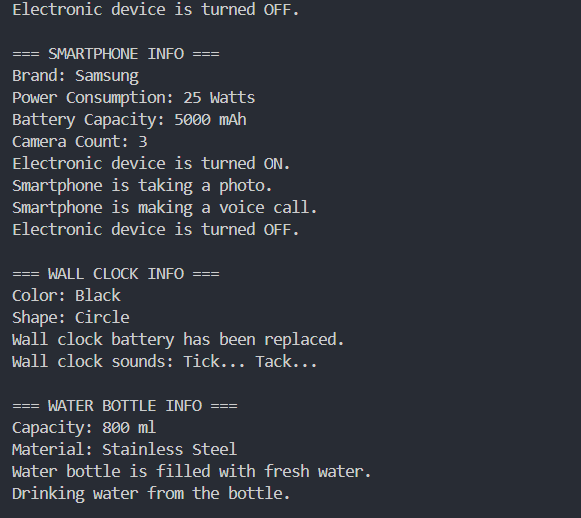 Electronic device is turned OFF.
=== SMARTPHONE INFO ===
Brand: Samsung
Power Consumption: 25 Watts
Battery Capacity: 5000 mAh
Camera Count: 3
Electronic device is turned ON.
Smartphone is taking a photo.
Smartphone is making a voice call.
Electronic device is turned OFF.
=== WALL CLOCK INFO ===
Color: Black
Shape: Circle
Wall clock battery has been replaced.
Wall clock sounds: Tick... Tack...
=== WATER BOTTLE INFO ===
Capacity: 800 ml
Material: Stainless Steel
Water bottle is filled with fresh water.
Drinking water from the bottle.